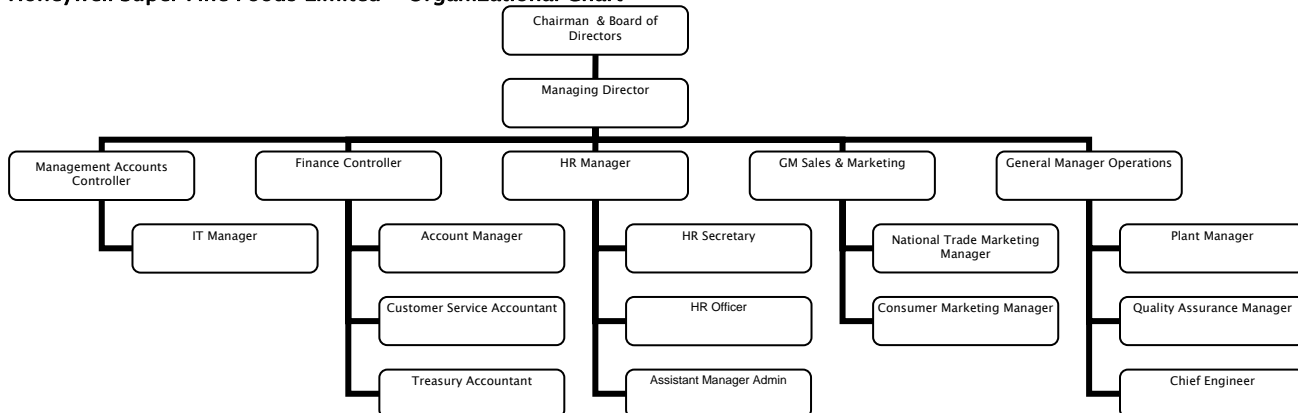 Honeywell Super Fine Foods Limited – Organizational Chart
Chairman & Board of
Directors
Managing Director
Management Accounts
Controller
Finance Controller
HR Manager
GM Sales & Marketing
General Manager Operations
IT Manager
Account Manager
HR Secretary
National Trade Marketing
Manager
Plant Manager
Customer Service Accountant
HR Officer
Consumer Marketing Manager
Quality Assurance Manager
Treasury Accountant
Assistant Manager Admin
Chief Engineer